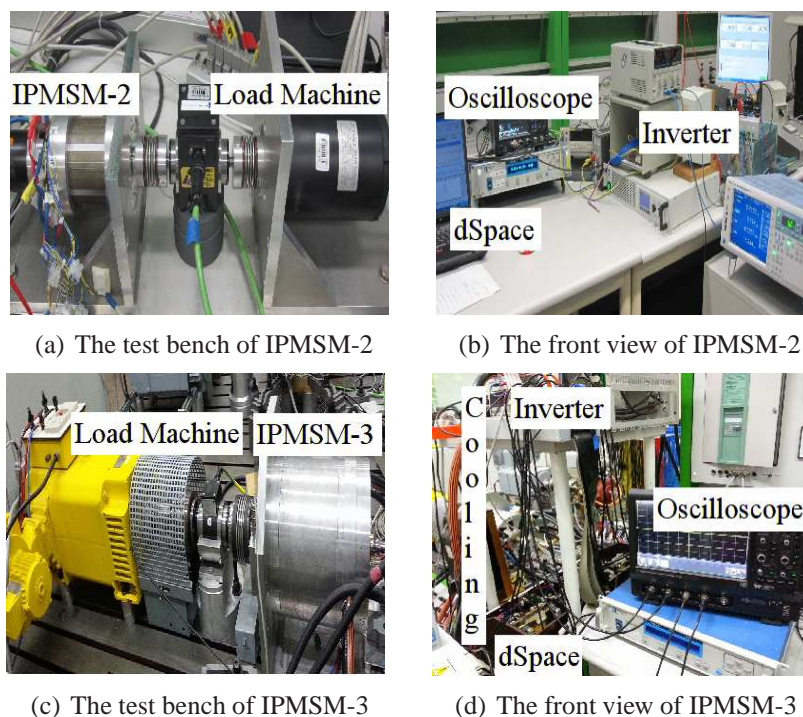 IPMSM-2
Load Machine
Oscilloscope
Inverter
dSpace
(a) The test bench of IPMSM-2
(b) The front view of IPMSM-2
Load Machine
IPMSM-3
Cooling
Inverter
Oscilloscope
dSpace
(c) The test bench of IPMSM-3
(d) The front view of IPMSM-3